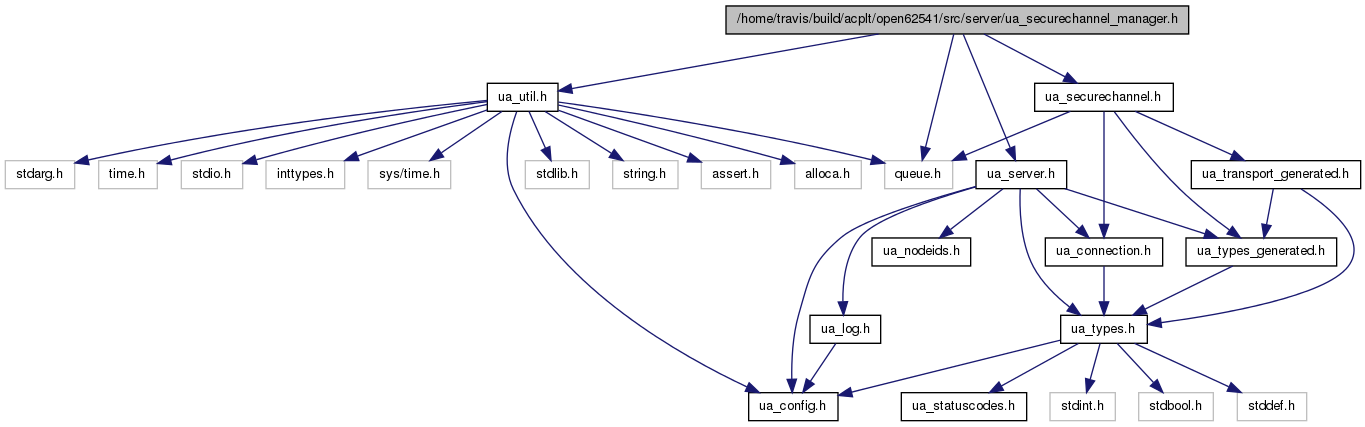 /home/travis/build/acplt/open62541/src/server/ua_securechannel_manager.h
ua_util.h
ua_securechannel.h
stdarg.h
time.h
stdio.h
inttypes.h
sys/time.h
stdlib.h
string.h
assert.h
alloca.h
queue.h
ua_server.h
ua_transport_generated.h
ua_nodeids.h
ua_connection.h
ua_types_generated.h
ua_log.h
ua_types.h
ua_config.h
ua_statuscodes.h
stdint.h
stdbool.h
stddef.h